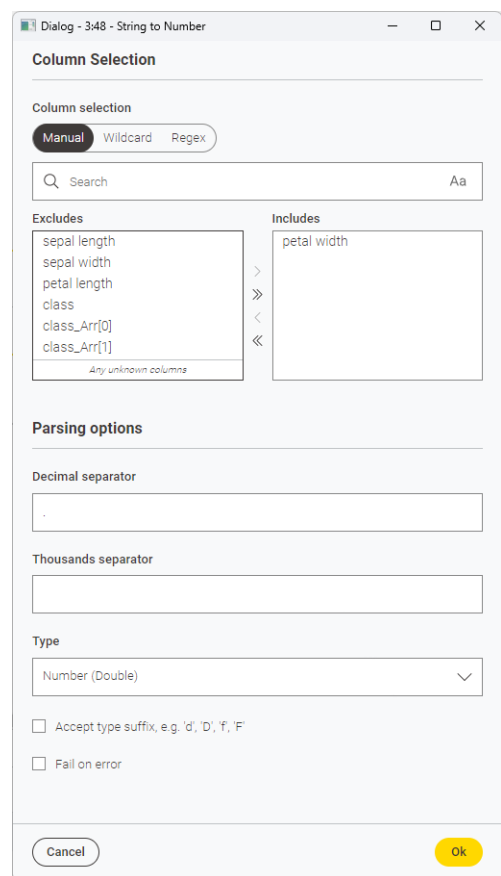 Dialog - 3:48 - String to Number
Column Selection
Column selection
Manual Wildcard Regex
Search Aa
Excludes Includes
sepal length petal width
sepal width
petal length
class
class_Arr[0]
class_Arr[1]
Any unknown columns
Parsing options
Decimal separator
.
Thousands separator
Type
Number (Double)
Accept type suffix, e.g. 'd', 'D', 'f', 'F'
Fail on error
Cancel Ok